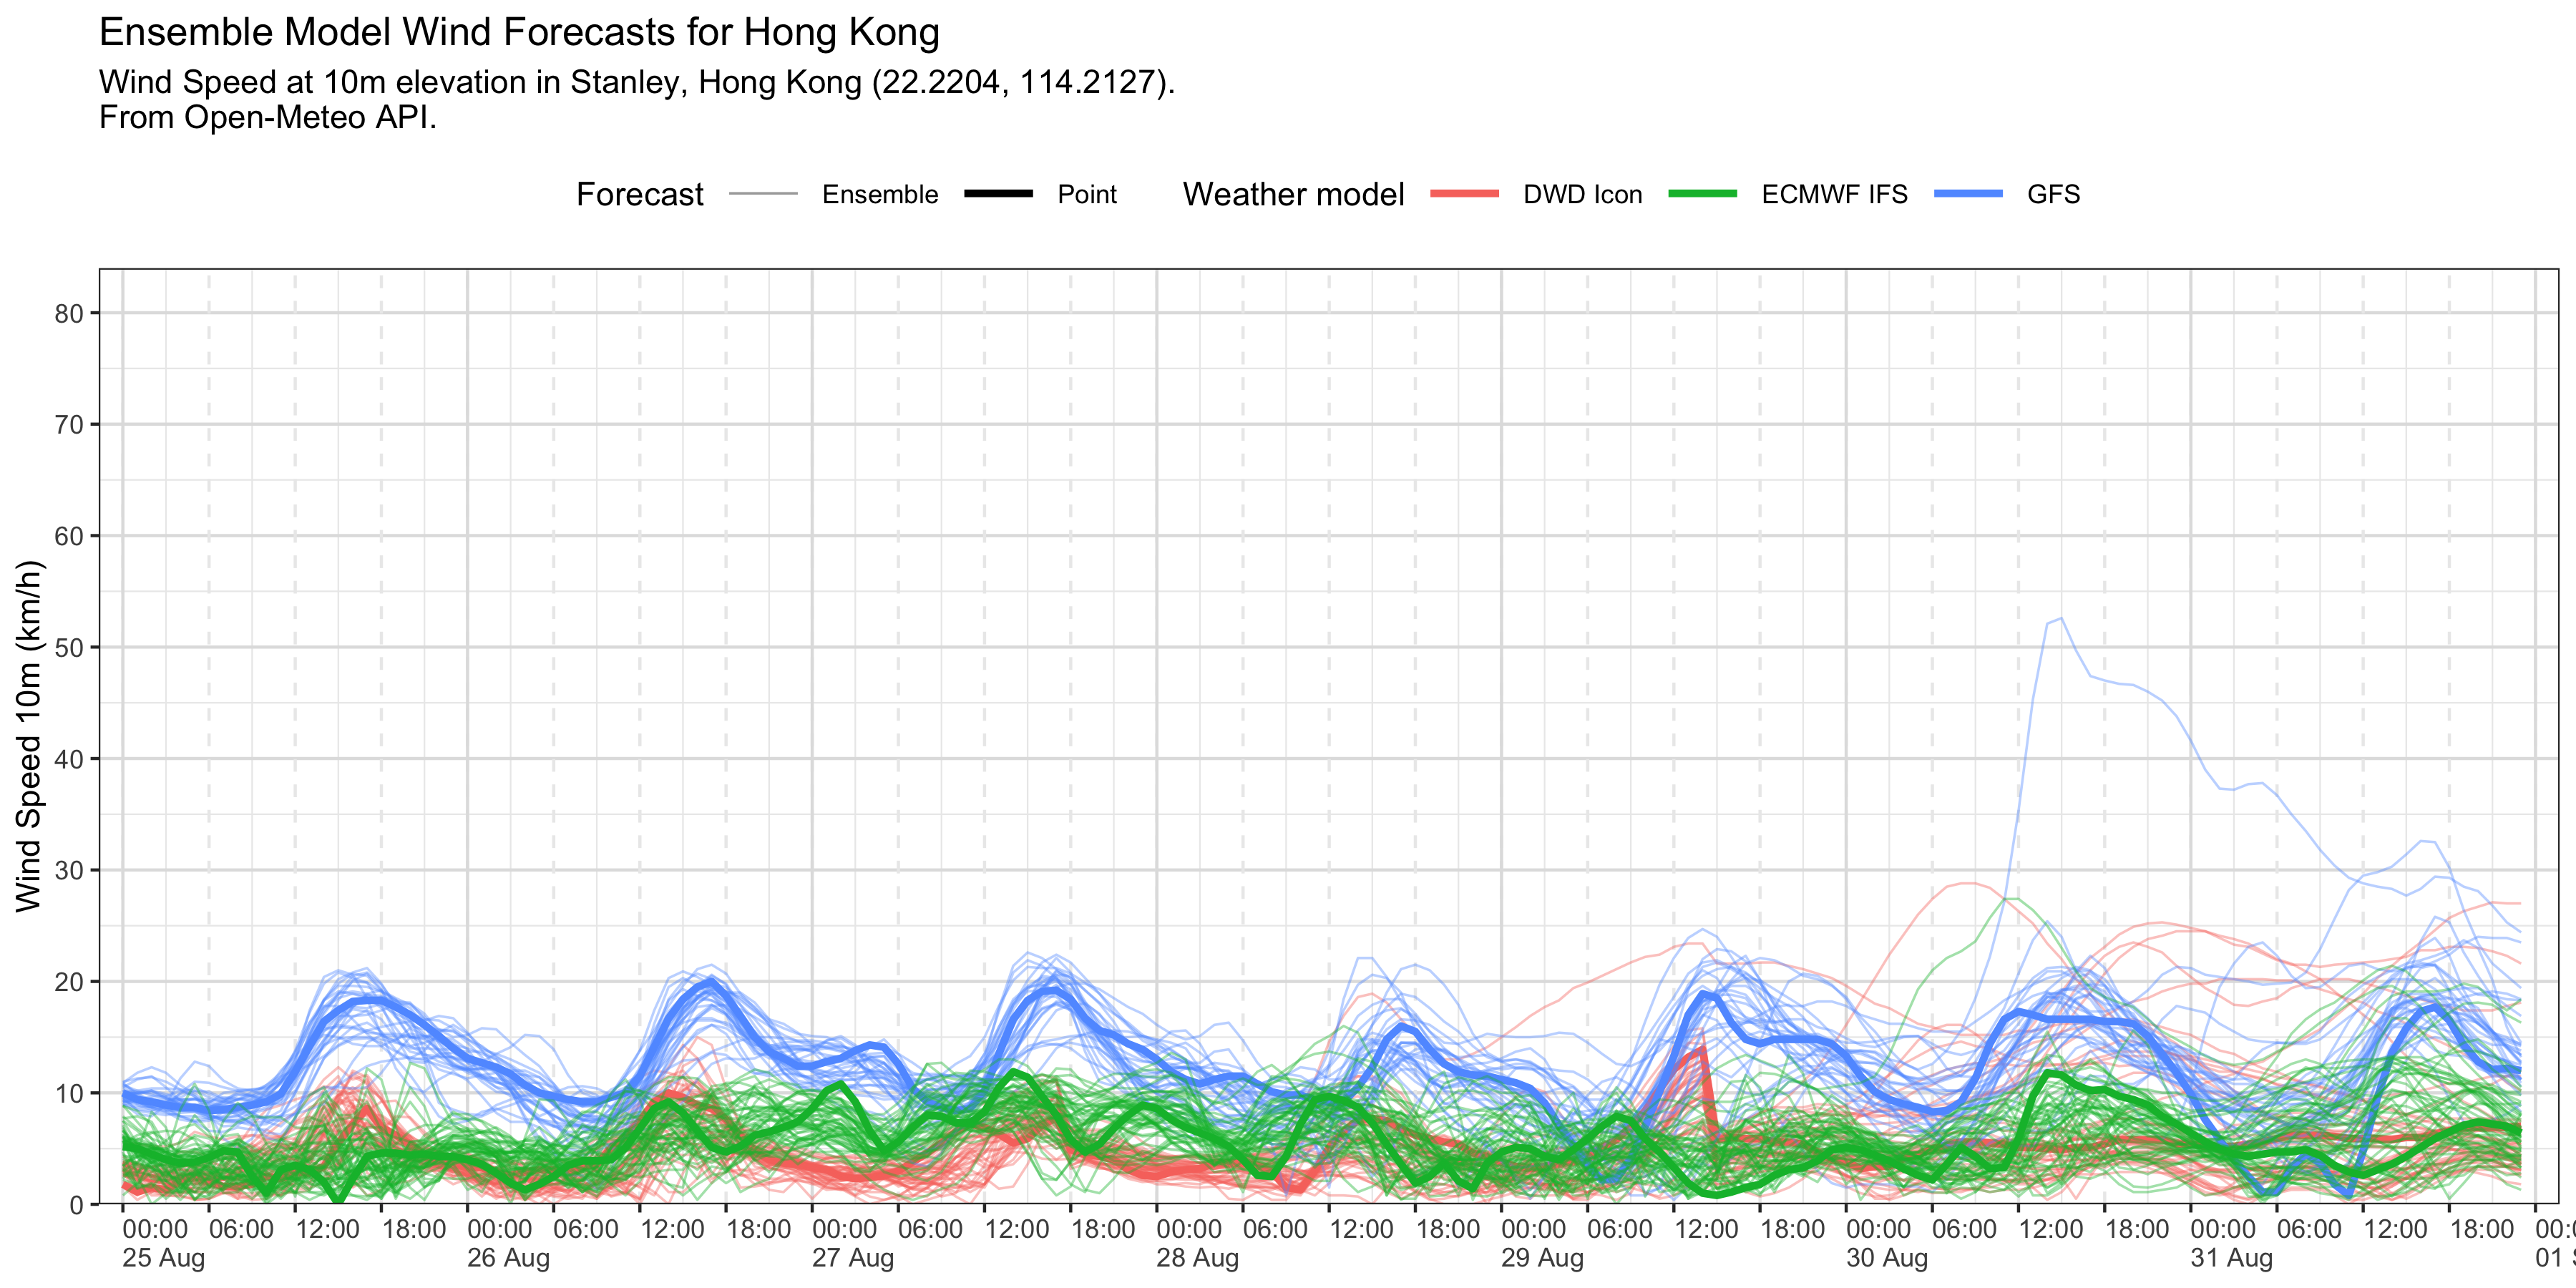 Ensemble Model Wind Forecasts for Hong Kong
Wind Speed at 10m elevation in Stanley, Hong Kong (22.2204, 114.2127).
From Open-Meteo API.
Forecast Ensemble Point Weather model DWD Icon ECMWF IFS GFS
Wind Speed 10m (km/h)
80
70
60
50
40
30
20
10
0
00:00 06:00 12:00 18:00 00:00 06:00 12:00 18:00 00:00 06:00 12:00 18:00 00:00 06:00 12:00 18:00 00:00 06:00 12:00 18:00 00:00 06:00 12:00 18:00 00:00 06:00 12:00 18:00
25 Aug 26 Aug 27 Aug 28 Aug 29 Aug 30 Aug 31 Aug 01